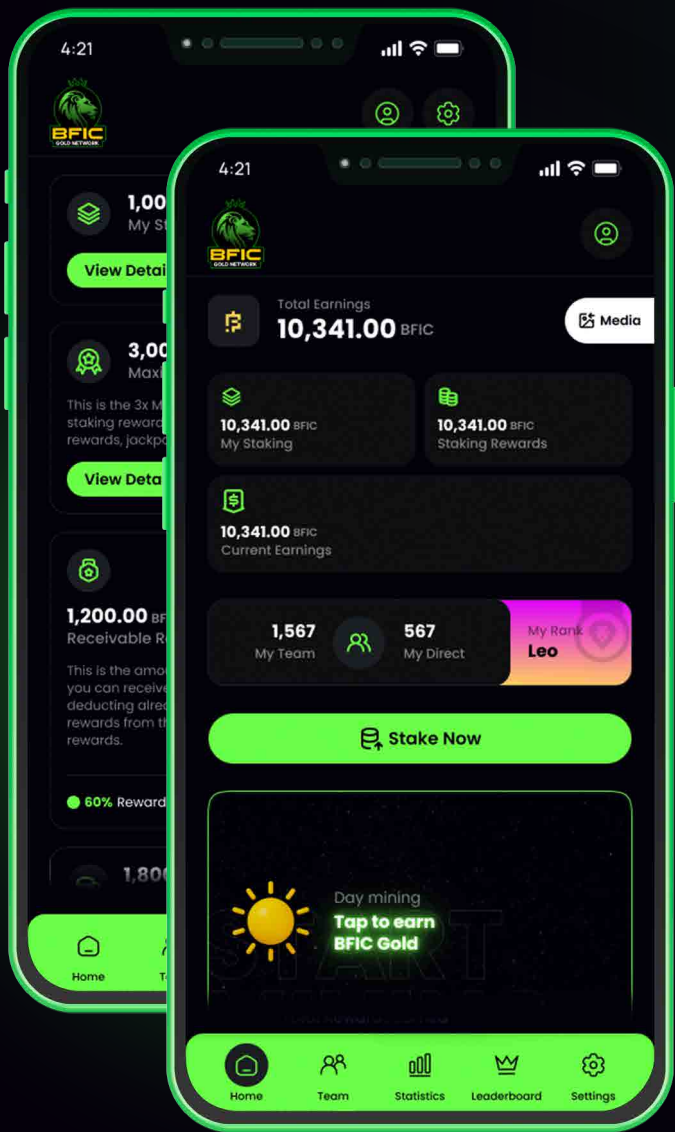 4:21
BFIC
GOLD NETWORK
1,00
My St
View Detai
3,00
Maxi
This is the 3x M
staking reward
rewards, jackpo
View Deta
1,200.00 BF
Receivable R
This is the amo
you can receive
deducting alrea
rewards from th
rewards.
60% Reward
1,800
Home
T
4:21
BFIC
GOLD NETWORK
Total Earnings
10,341.00 BFIC
Media
10,341.00 BFIC
My Staking
10,341.00 BFIC
Staking Rewards
10,341.00 BFIC
Current Earnings
1,567
My Team
567
My Direct
My Rank
Leo
Stake Now
Day mining
Tap to earn
BFIC Gold
START
Home
Team
Statistics
Leaderboard
Settings